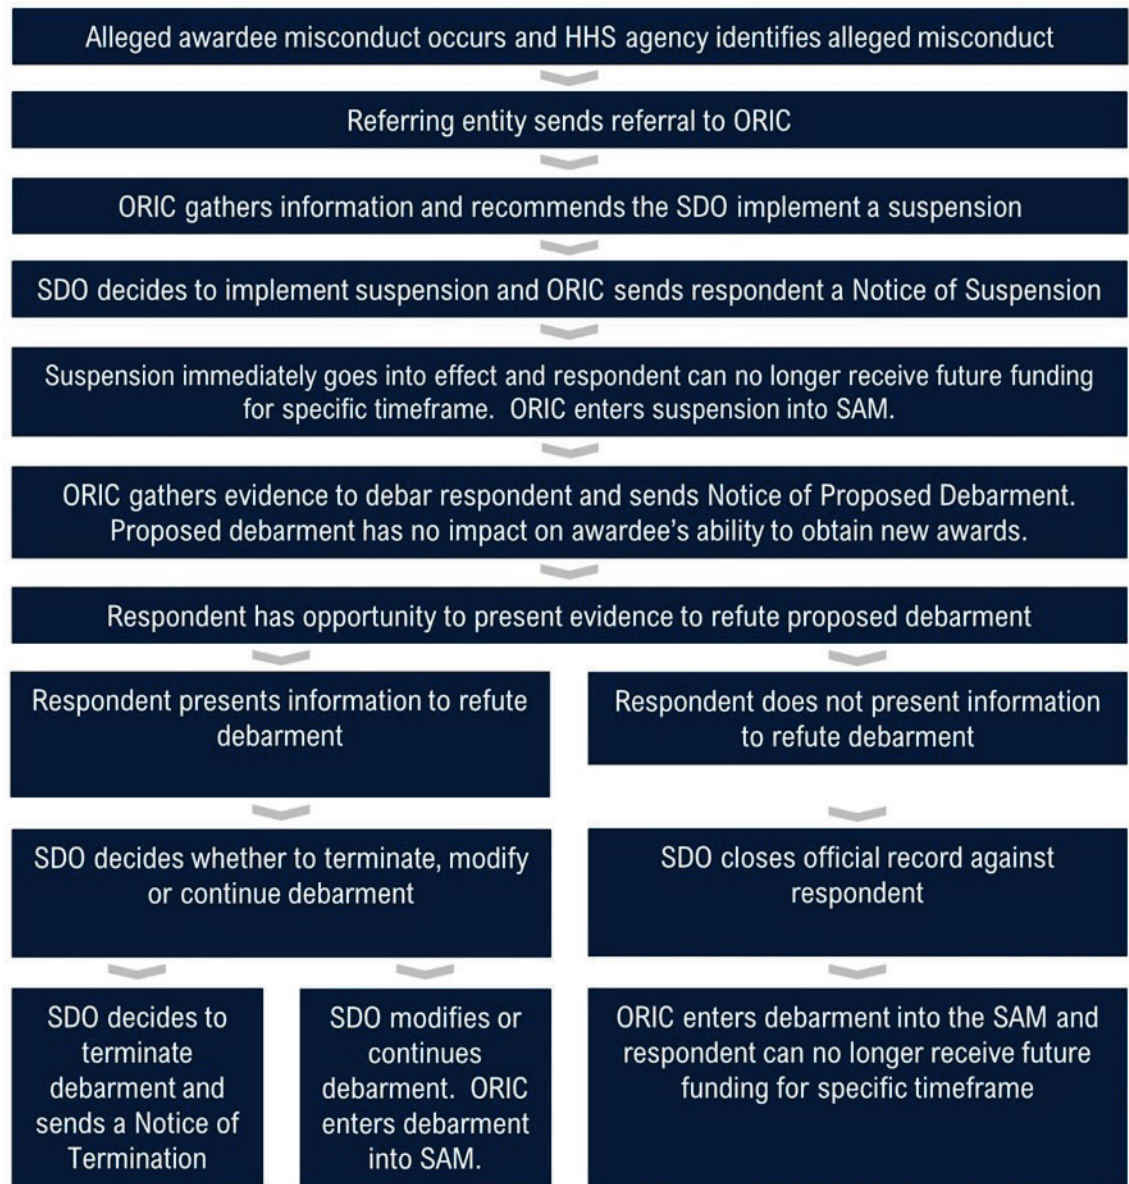 Alleged awardee misconduct occurs and HHS agency identifies alleged misconduct
Referring entity sends referral to ORIC
ORIC gathers information and recommends the SDO implement a suspension
SDO decides to implement suspension and ORIC sends respondent a Notice of Suspension
Suspension immediately goes into effect and respondent can no longer receive future funding
for specific timeframe.  ORIC enters suspension into SAM.
ORIC gathers evidence to debar respondent and sends Notice of Proposed Debarment.
Proposed debarment has no impact on awardee's ability to obtain new awards.
Respondent has opportunity to present evidence to refute proposed debarment
Respondent presents information to refute
debarment
Respondent does not present information
to refute debarment
SDO decides whether to terminate, modify
or continue debarment
SDO closes official record against
respondent
SDO decides to
terminate
debarment and
sends a Notice of
Termination
SDO modifies or
continues
debarment.  ORIC
enters debarment
into SAM.
ORIC enters debarment into the SAM and
respondent can no longer receive future
funding for specific timeframe